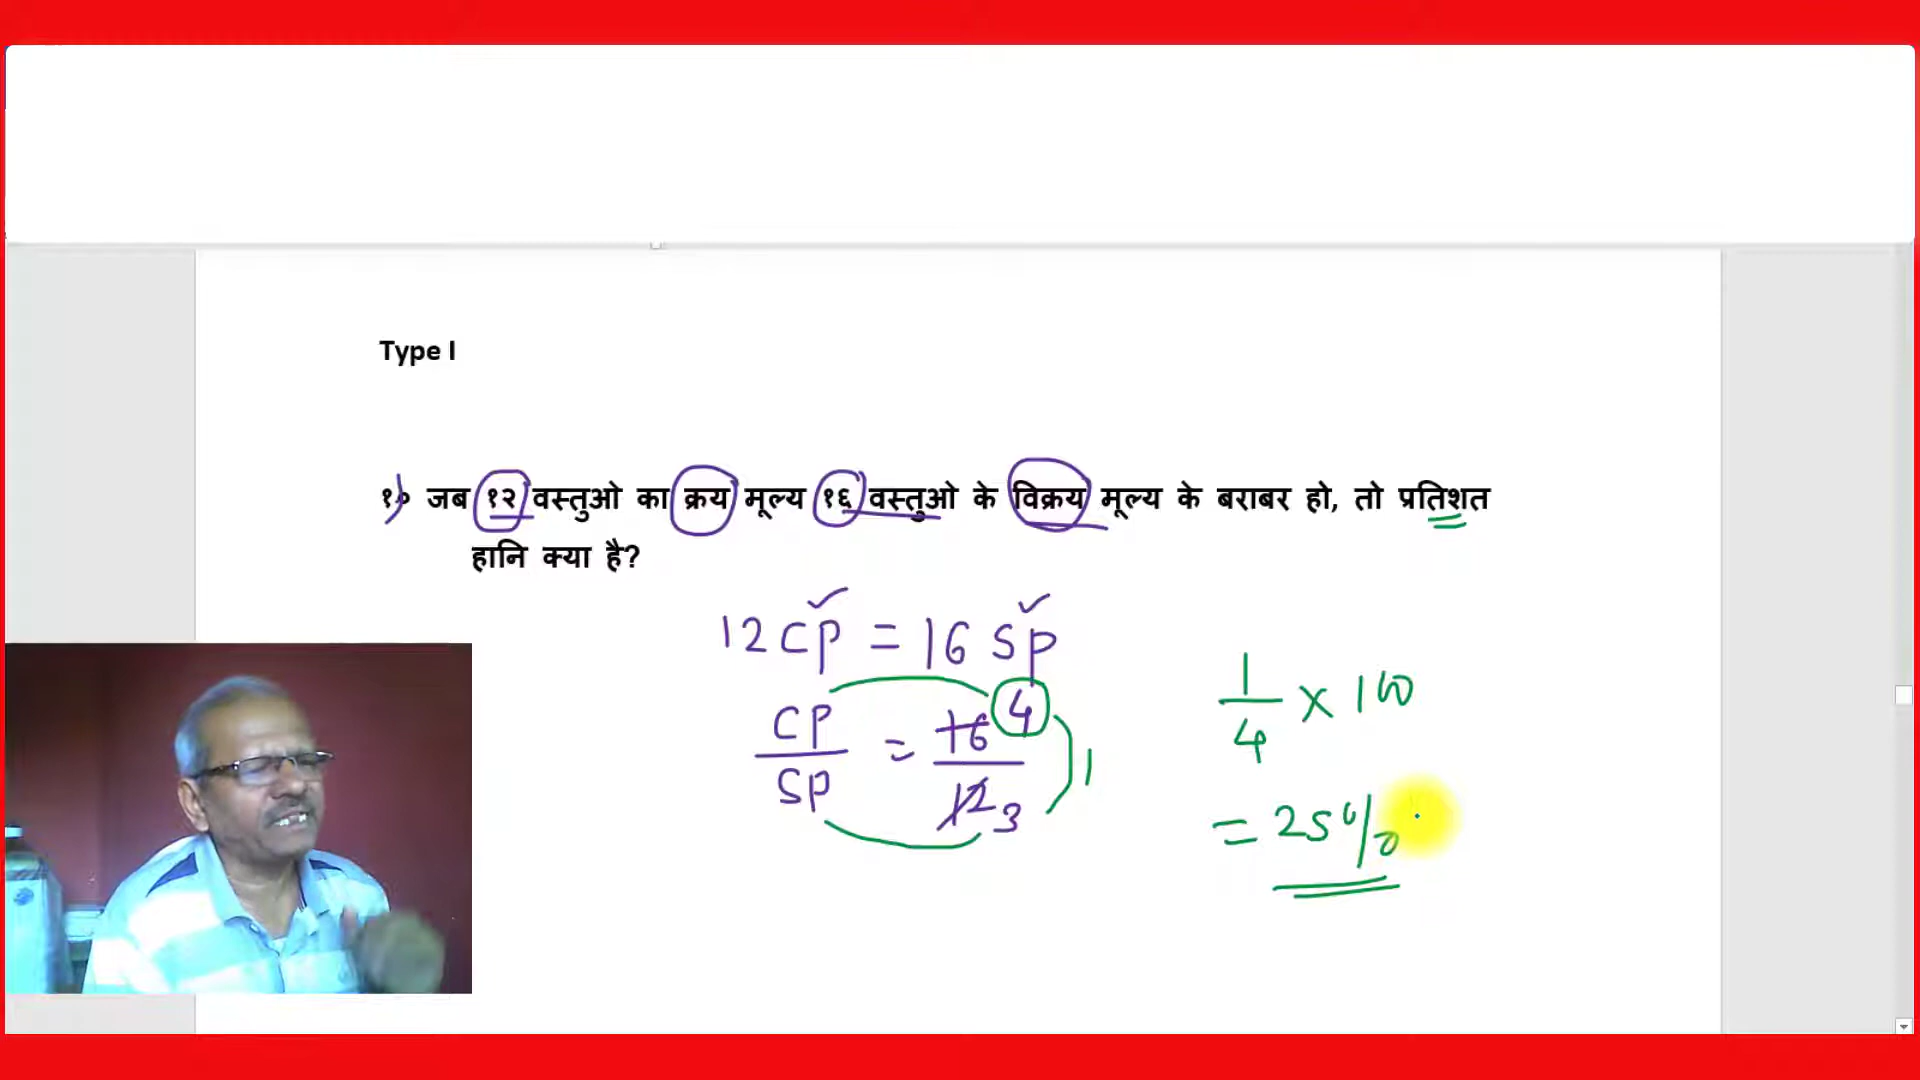 Type I
१) जब १२ वस्तुओ का क्रय मूल्य १६ वस्तुओ के विक्रय मूल्य के बराबर हो, तो प्रतिशत
हानि क्या है?
12 CP = 16 SP
CP/SP = 16/12 4 3 1
1/4 × 100
= 25%